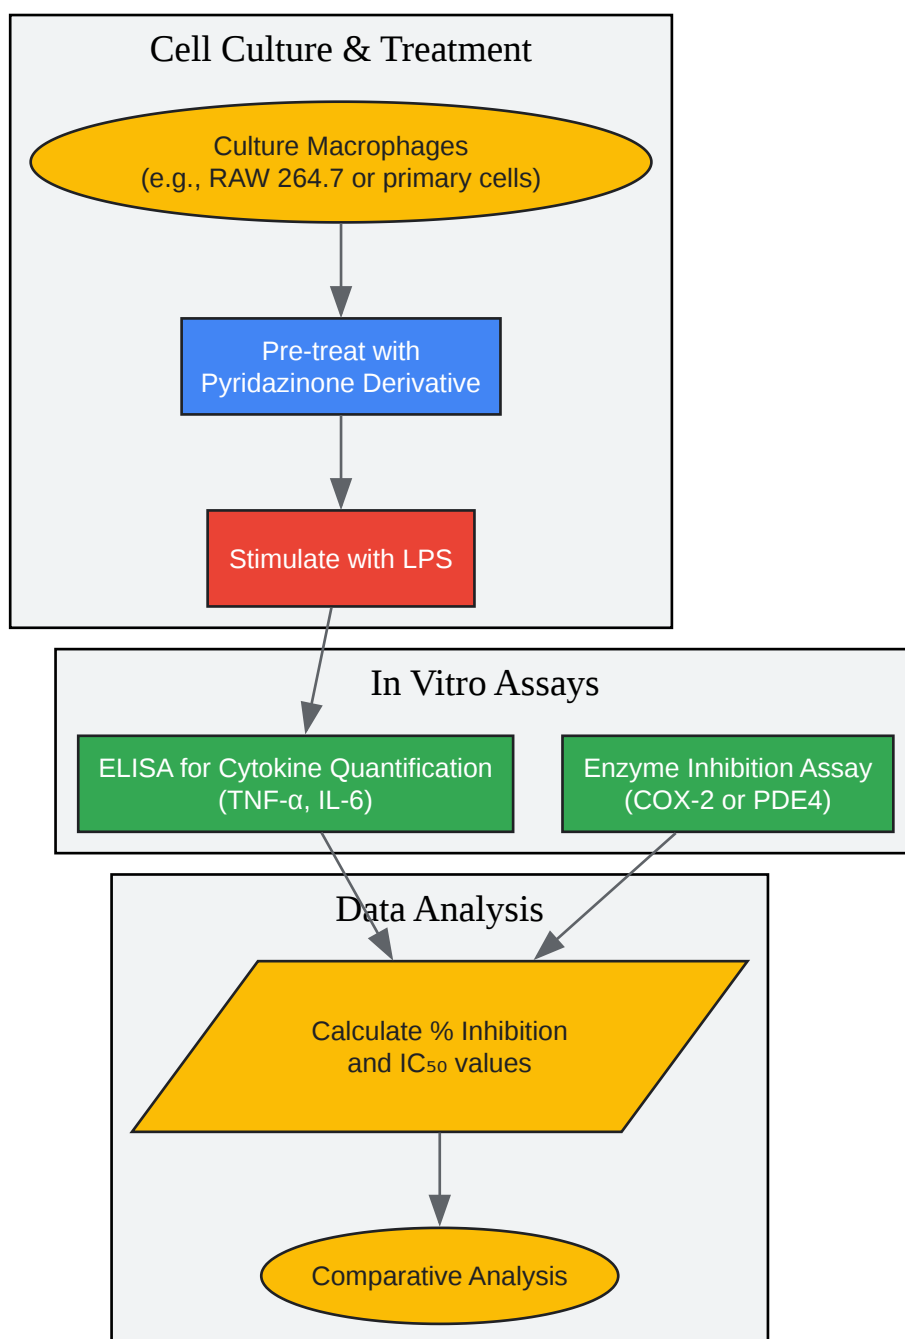 Cell Culture & Treatment
Culture Macrophages
(e.g., RAW 264.7 or primary cells)
Pre-treat with
Pyridazinone Derivative
Stimulate with LPS
In Vitro Assays
ELISA for Cytokine Quantification
(TNF-α, IL-6)
Enzyme Inhibition Assay
(COX-2 or PDE4)
Data Analysis
Calculate % Inhibition
and IC₅₀ values
Comparative Analysis